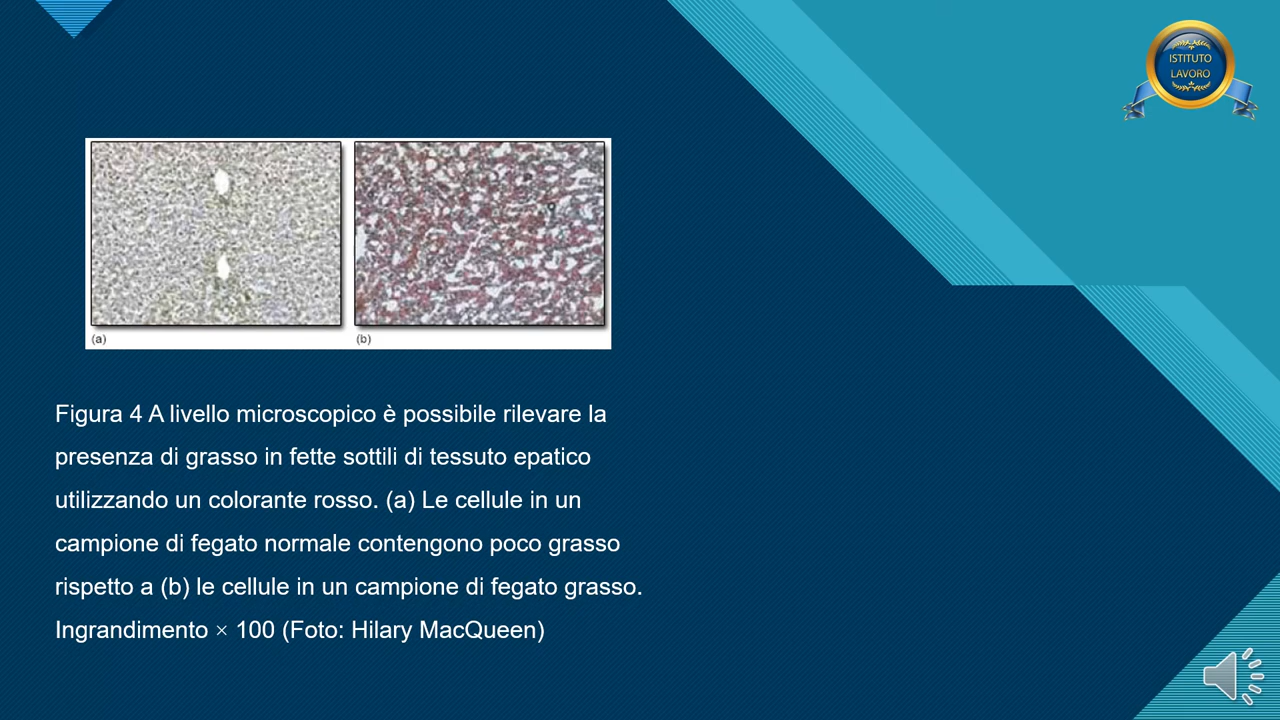 ISTITUTO
LAVORO
(a)
(b)
Figura 4 A livello microscopico è possibile rilevare la
presenza di grasso in fette sottili di tessuto epatico
utilizzando un colorante rosso. (a) Le cellule in un
campione di fegato normale contengono poco grasso
rispetto a (b) le cellule in un campione di fegato grasso.
Ingrandimento × 100 (Foto: Hilary MacQueen)